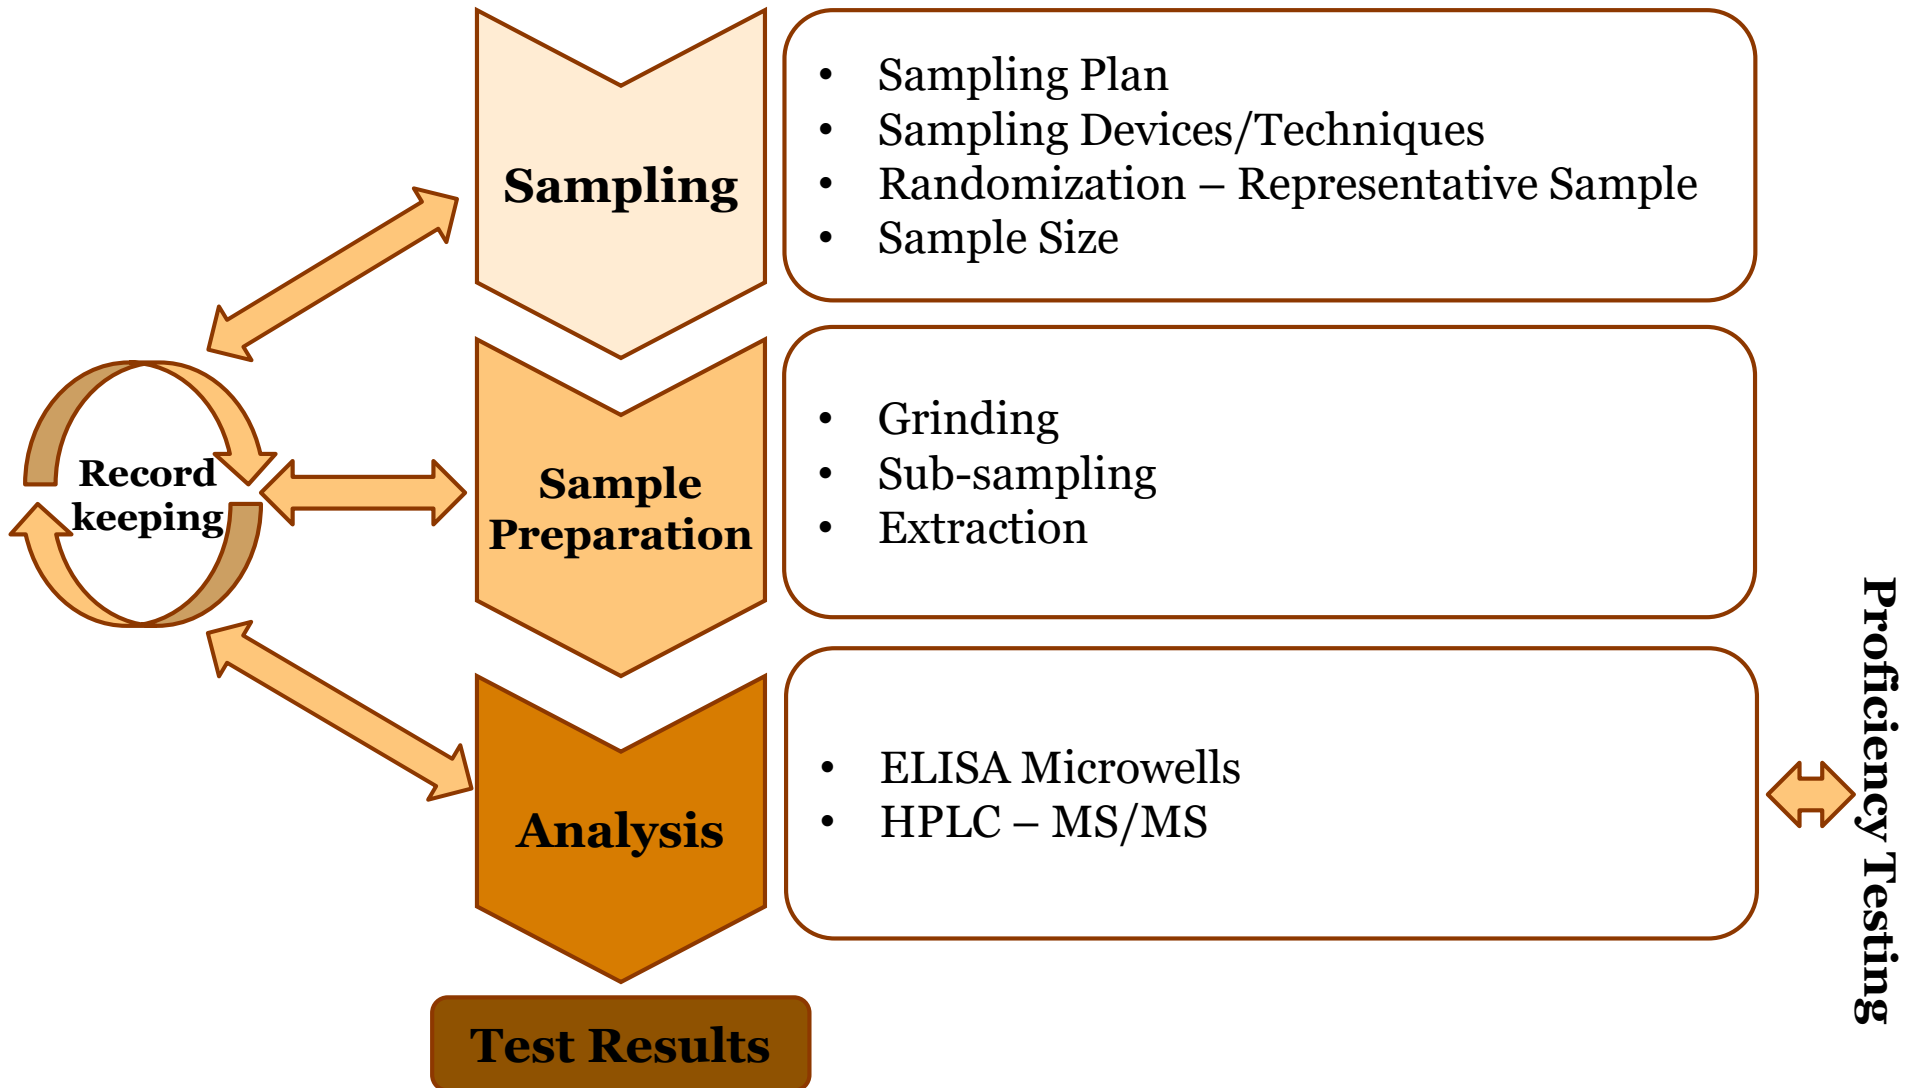 Sampling
• Sampling Plan
• Sampling Devices/Techniques
• Randomization – Representative Sample
• Sample Size
Record
keeping
Sample
Preparation
• Grinding
• Sub-sampling
• Extraction
Analysis
• ELISA Microwells
• HPLC – MS/MS
Proficiency Testing
Test Results